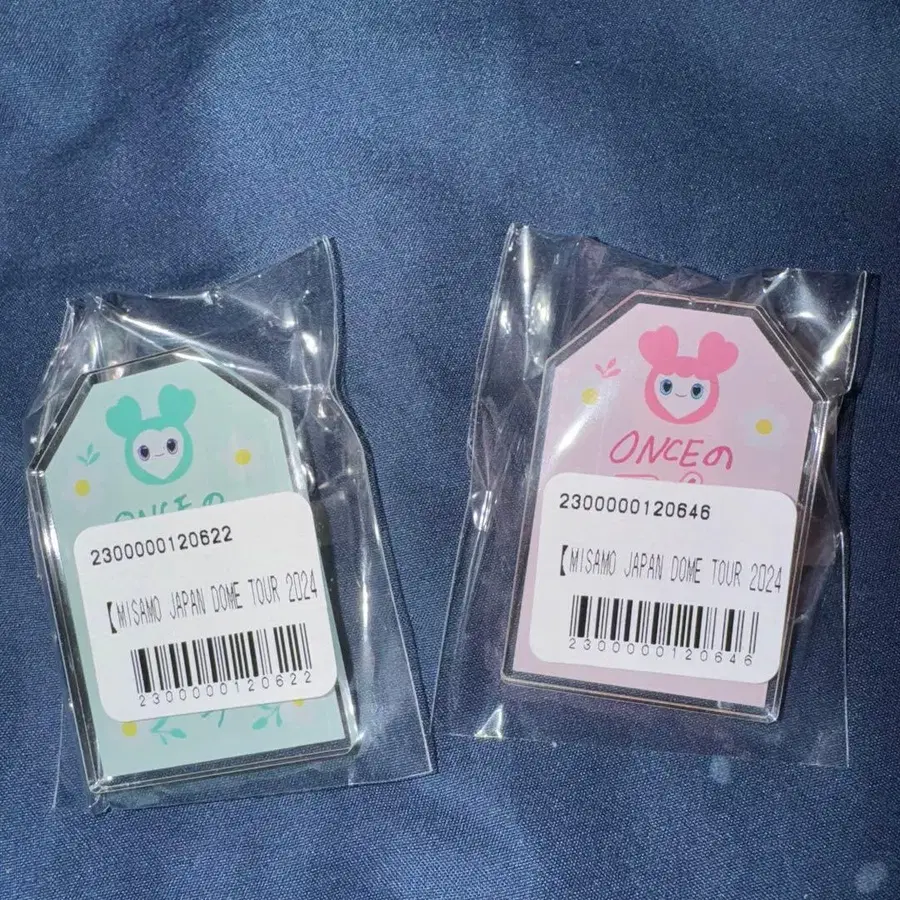 ONCEの
2300000120622
【MISAMO JAPAN DOME TOUR 2024
2300000120622
ONCEの
2300000120646
【MISAMO JAPAN DOME TOUR 2024
2300000120646